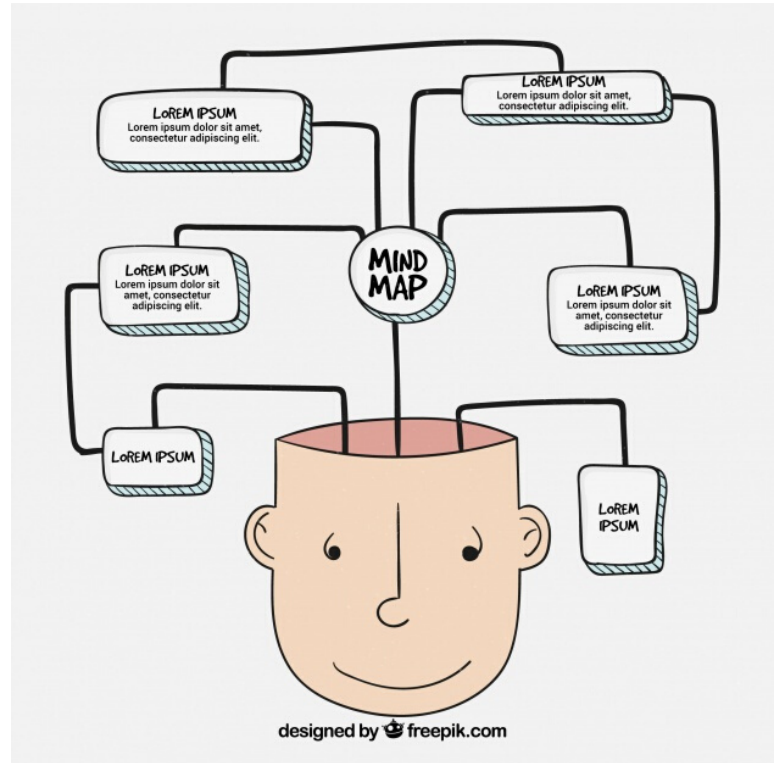 LOREM IPSUM
Lorem ipsum dolor sit amet,
consectetur adipiscing elit.
LOREM IPSUM
Lorem ipsum dolor sit amet,
consectetur adipiscing elit.
MIND
MAP
LOREM IPSUM
Lorem ipsum dolor sit
amet, consectetur
adipiscing elit.
LOREM IPSUM
Lorem ipsum dolor sit
amet, consectetur
adipiscing elit.
LOREM IPSUM
LOREM
IPSUM
designed by freepik.com